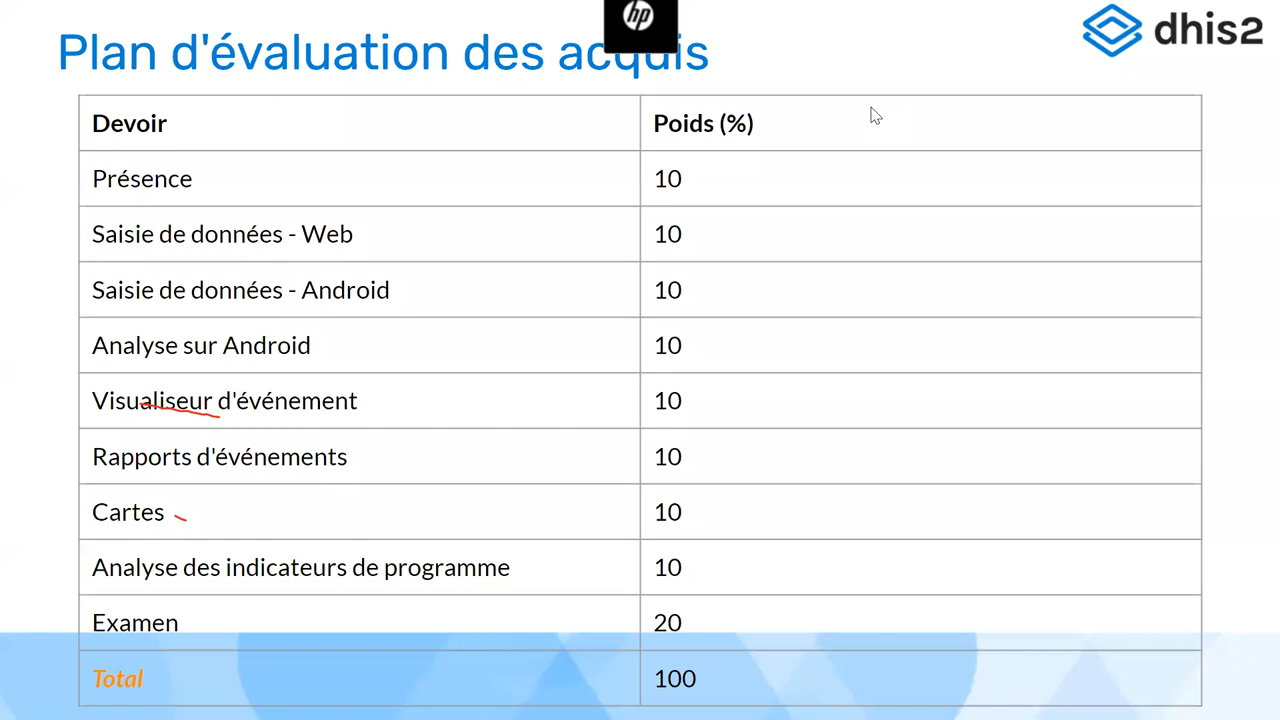 hp
dhis2
Plan d'évaluation des acquis
Devoir Poids (%)
Présence 10
Saisie de données - Web 10
Saisie de données - Android 10
Analyse sur Android 10
Visualiseur d'événement 10
Rapports d'événements 10
Cartes 10
Analyse des indicateurs de programme 10
Examen 20
Total 100